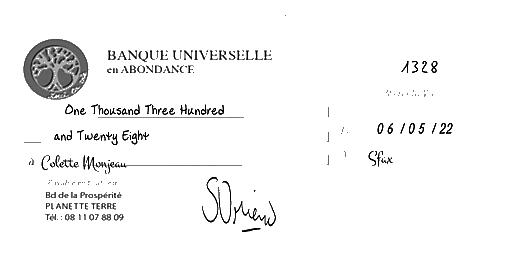 BANQUE UNIVERSELLE
en ABONDANCE
1328
One Thousand Three Hundred
and Twenty Eight
06/05/22
à Colette Monjeau
Sfax
Bd de la Prospérité
PLANETTE TERRE
Tél. : 08 11 07 88 09